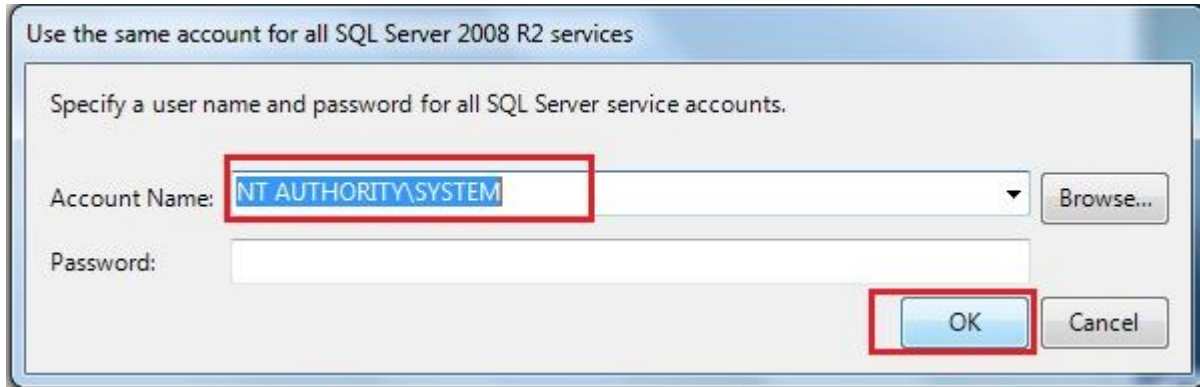 Use the same account for all SQL Server 2008 R2 services
Specify a user name and password for all SQL Server service accounts.
Account Name: NT AUTHORITY\SYSTEM Browse...
Password:
OK Cancel